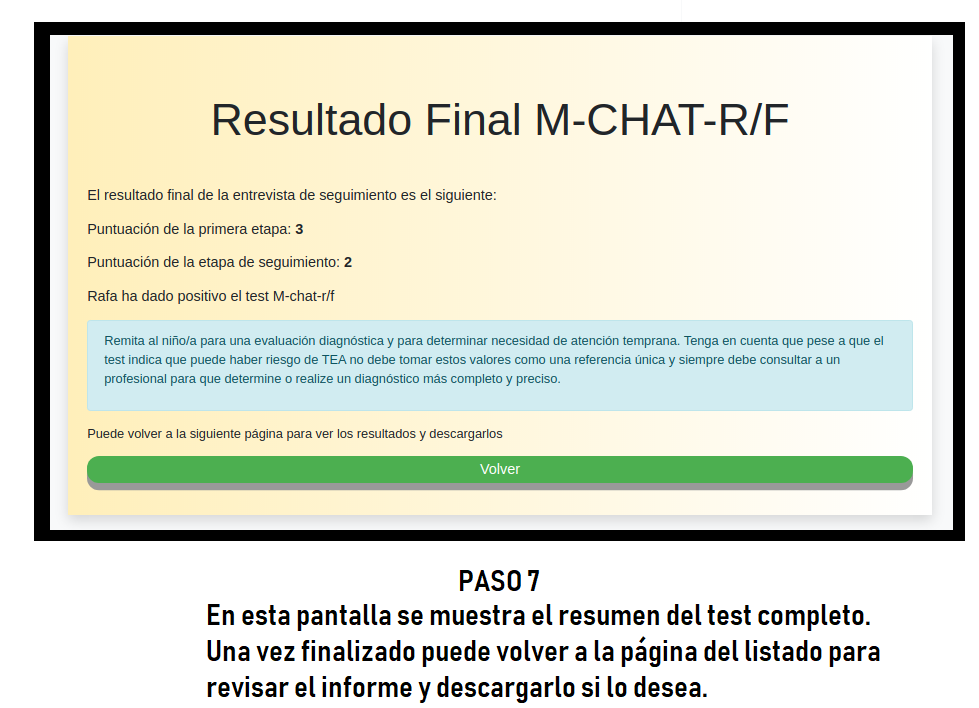 Resultado Final M-CHAT-R/F
El resultado final de la entrevista de seguimiento es el siguiente:
Puntuación de la primera etapa: 3
Puntuación de la etapa de seguimiento: 2
Rafa ha dado positivo el test M-chat-r/f
Remita al niño/a para una evaluación diagnóstica y para determinar necesidad de atención temprana. Tenga en cuenta que pese a que el
test indica que puede haber riesgo de TEA no debe tomar estos valores como una referencia única y siempre debe consultar a un
profesional para que determine o realize un diagnóstico más completo y preciso.
Puede volver a la siguiente página para ver los resultados y descargarlos
Volver
PASO 7
En esta pantalla se muestra el resumen del test completo.
Una vez finalizado puede volver a la página del listado para
revisar el informe y descargarlo si lo desea.